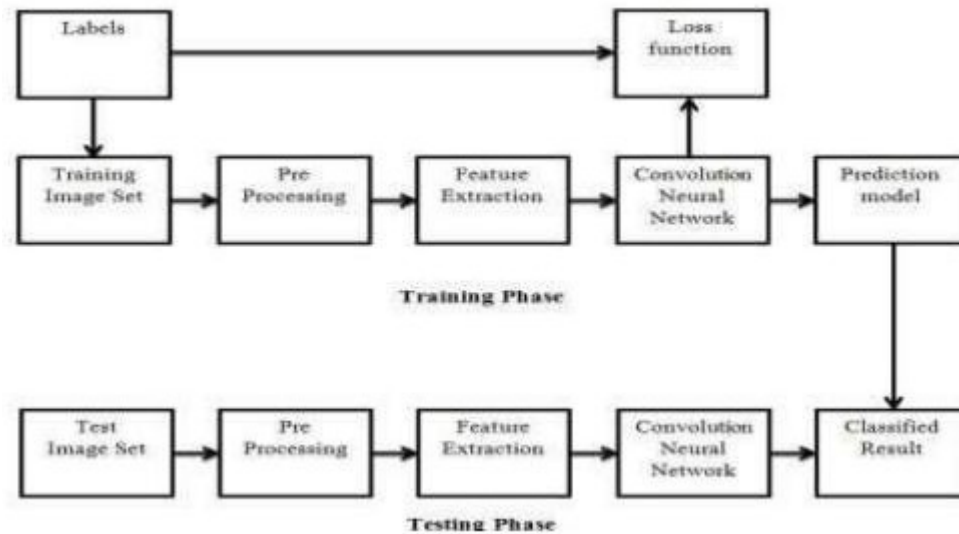 Labels
Loss
function
Training
Image Set
Pre
Processing
Feature
Extraction
Convolution
Neural
Network
Prediction
model
Training Phase
Test
Image Set
Pre
Processing
Feature
Extraction
Convolution
Neural
Network
Classified
Result
Testing Phase